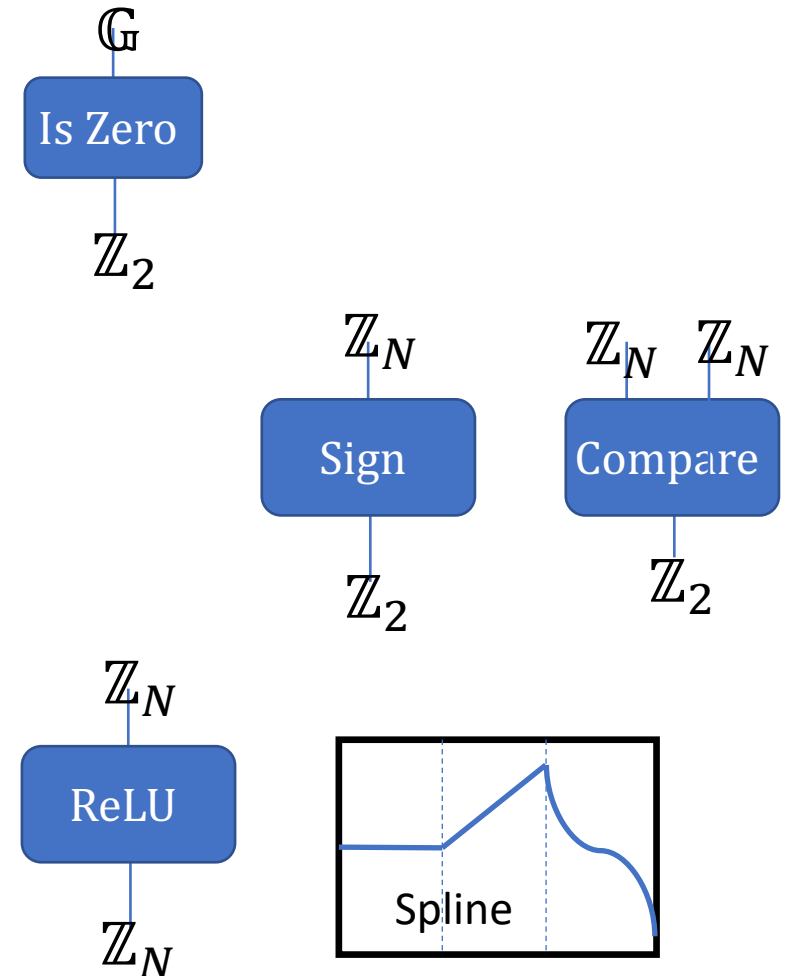 𝔾
Is Zero
ℤ₂
ℤ_N
Sign
ℤ₂
ℤ_N ℤ_N
Compare
ℤ₂
ℤ_N
ReLU
ℤ_N
Spline